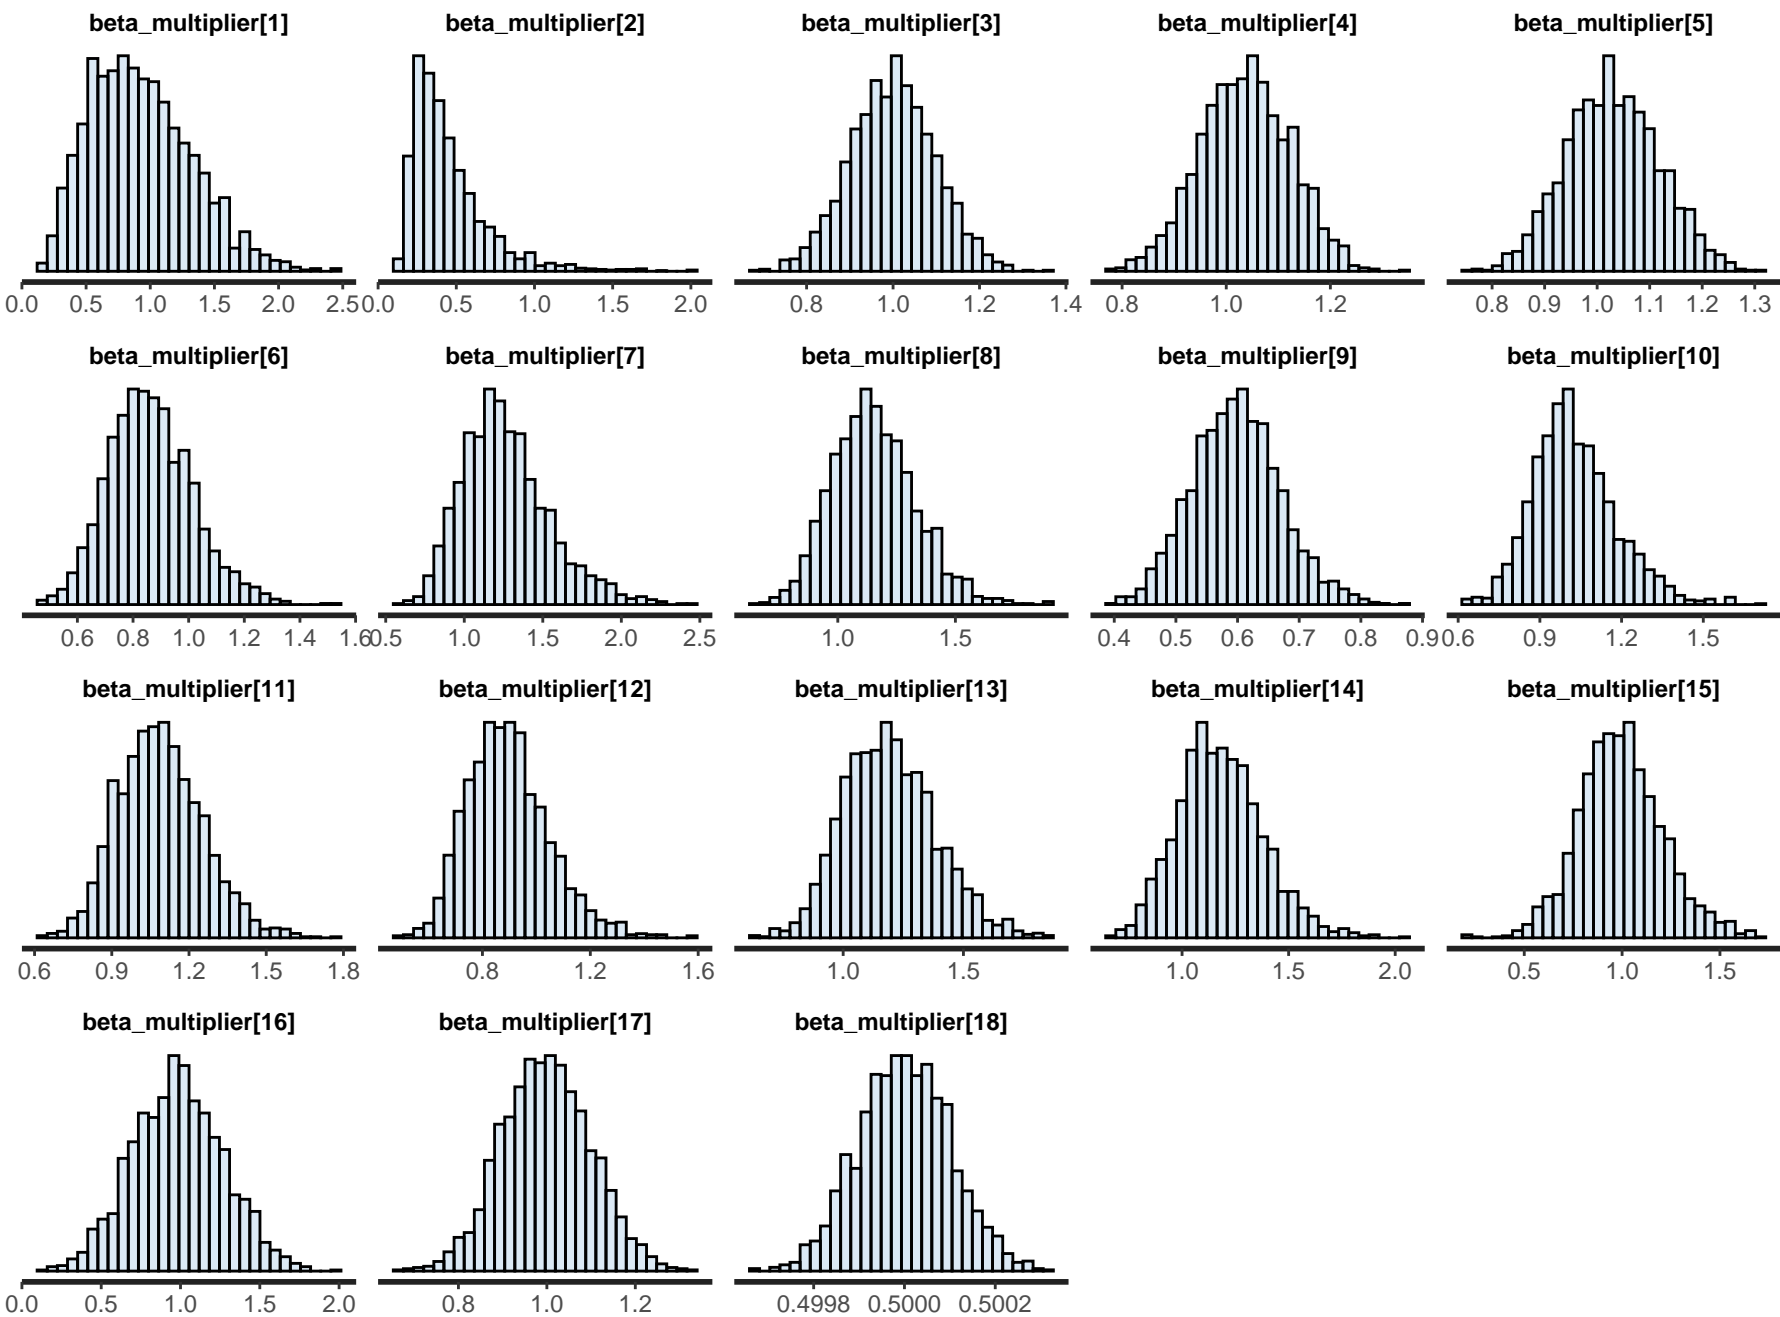 beta_multiplier[1] beta_multiplier[2] beta_multiplier[3] beta_multiplier[4] beta_multiplier[5]
0.0 0.5 1.0 1.5 2.0 2.5 0.0 0.5 1.0 1.5 2.0 0.8 1.0 1.2 1.4 0.8 1.0 1.2 0.8 0.9 1.0 1.1 1.2 1.3
beta_multiplier[6] beta_multiplier[7] beta_multiplier[8] beta_multiplier[9] beta_multiplier[10]
0.6 0.8 1.0 1.2 1.4 1.6 0.5 1.0 1.5 2.0 2.5 1.0 1.5 0.4 0.5 0.6 0.7 0.8 0.9 0.6 0.9 1.2 1.5
beta_multiplier[11] beta_multiplier[12] beta_multiplier[13] beta_multiplier[14] beta_multiplier[15]
0.6 0.9 1.2 1.5 1.8 0.8 1.2 1.6 1.0 1.5 1.0 1.5 2.0 0.5 1.0 1.5
beta_multiplier[16] beta_multiplier[17] beta_multiplier[18]
0.0 0.5 1.0 1.5 2.0 0.8 1.0 1.2 0.4998 0.5000 0.5002